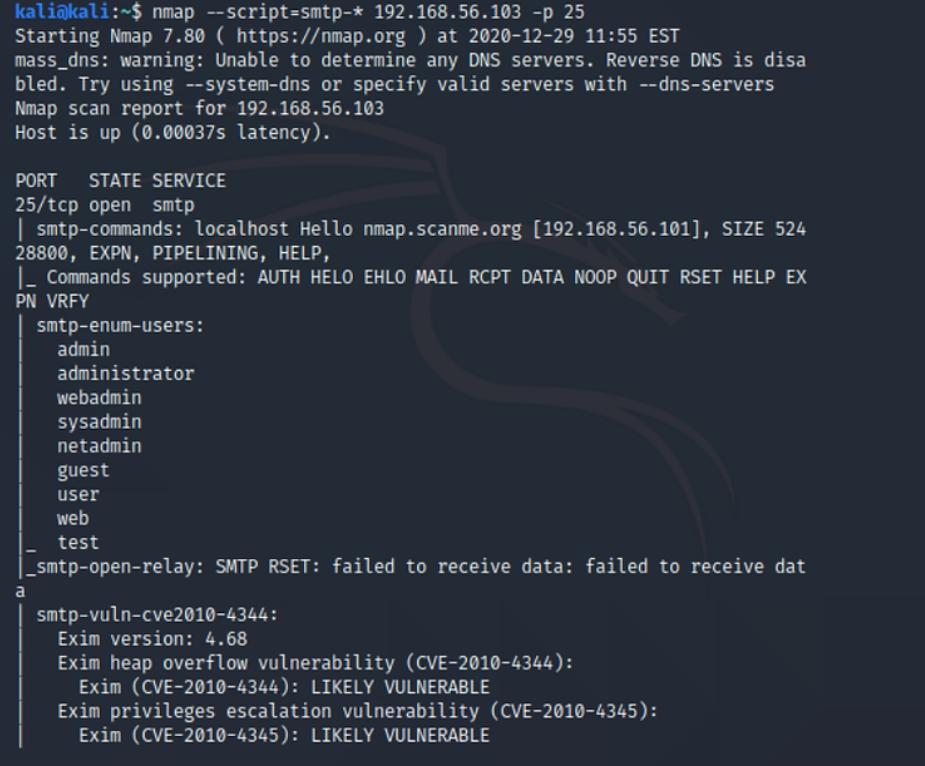 kali@kali:~$ nmap --script=smtp-* 192.168.56.103 -p 25
Starting Nmap 7.80 ( https://nmap.org ) at 2020-12-29 11:55 EST
mass_dns: warning: Unable to determine any DNS servers. Reverse DNS is disa
bled. Try using --system-dns or specify valid servers with --dns-servers
Nmap scan report for 192.168.56.103
Host is up (0.00037s latency).
PORT   STATE SERVICE
25/tcp open  smtp
| smtp-commands: localhost Hello nmap.scanme.org [192.168.56.101], SIZE 524
28800, EXPN, PIPELINING, HELP,
|_ Commands supported: AUTH HELO EHLO MAIL RCPT DATA NOOP QUIT RSET HELP EX
PN VRFY
| smtp-enum-users:
|   admin
|   administrator
|   webadmin
|   sysadmin
|   netadmin
|   guest
|   user
|   web
|_  test
|_smtp-open-relay: SMTP RSET: failed to receive data: failed to receive dat
a
| smtp-vuln-cve2010-4344:
|   Exim version: 4.68
|   Exim heap overflow vulnerability (CVE-2010-4344):
|     Exim (CVE-2010-4344): LIKELY VULNERABLE
|   Exim privileges escalation vulnerability (CVE-2010-4345):
|     Exim (CVE-2010-4345): LIKELY VULNERABLE